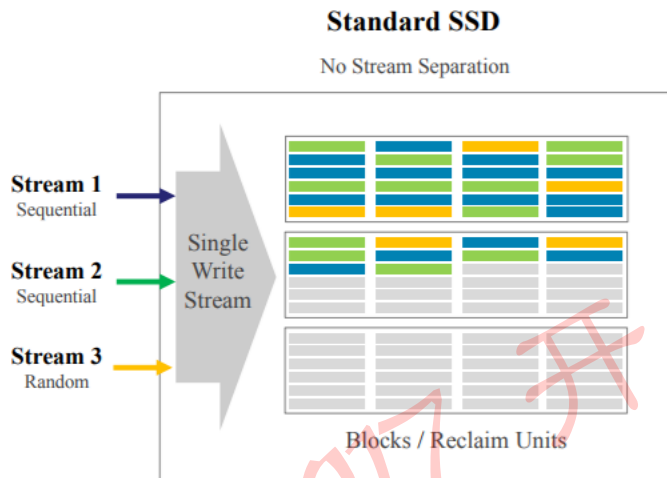 Standard SSD
No Stream Separation
Stream 1
Sequential
Single
Write
Stream
Stream 2
Sequential
Stream 3
Random
Blocks / Reclaim Units
开